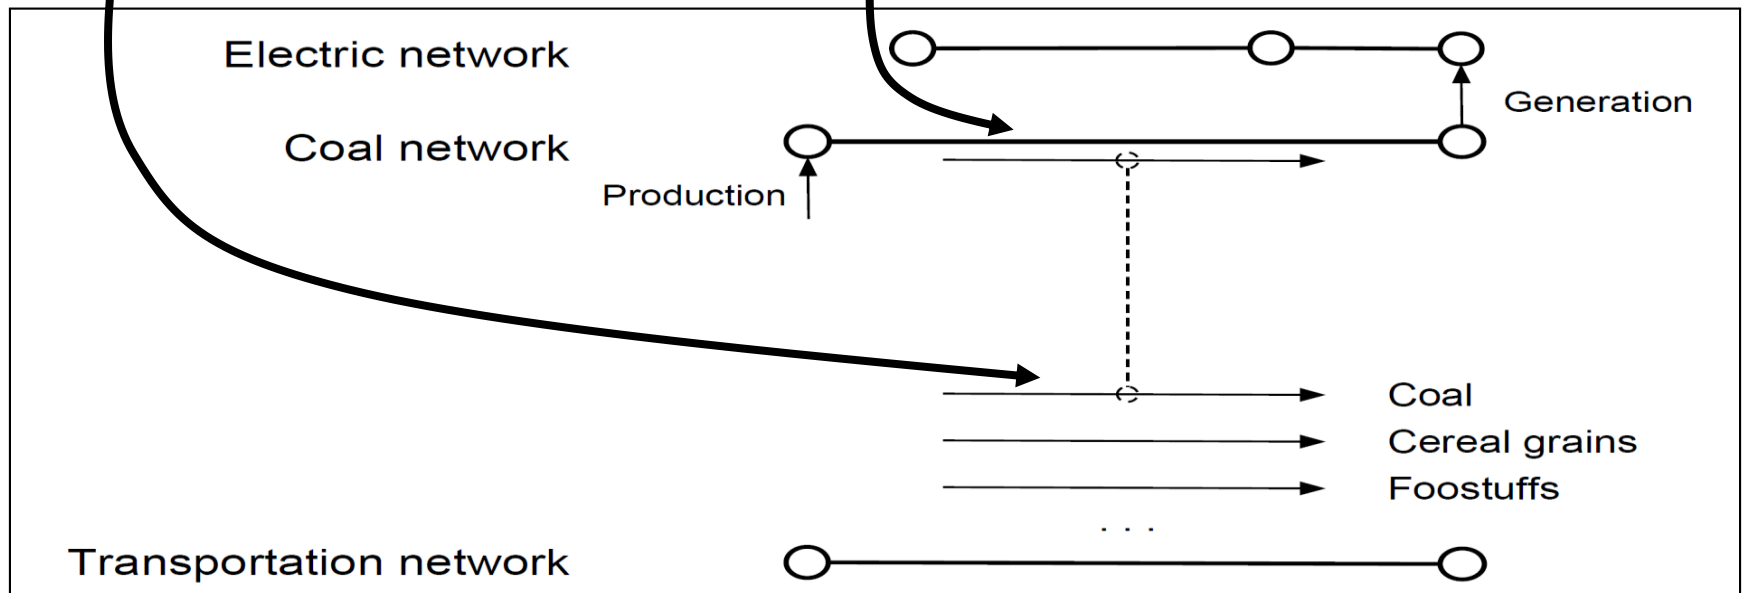 Electric network
Generation
Coal network
Production
Coal
Cereal grains
Foostuffs
. . .
Transportation network